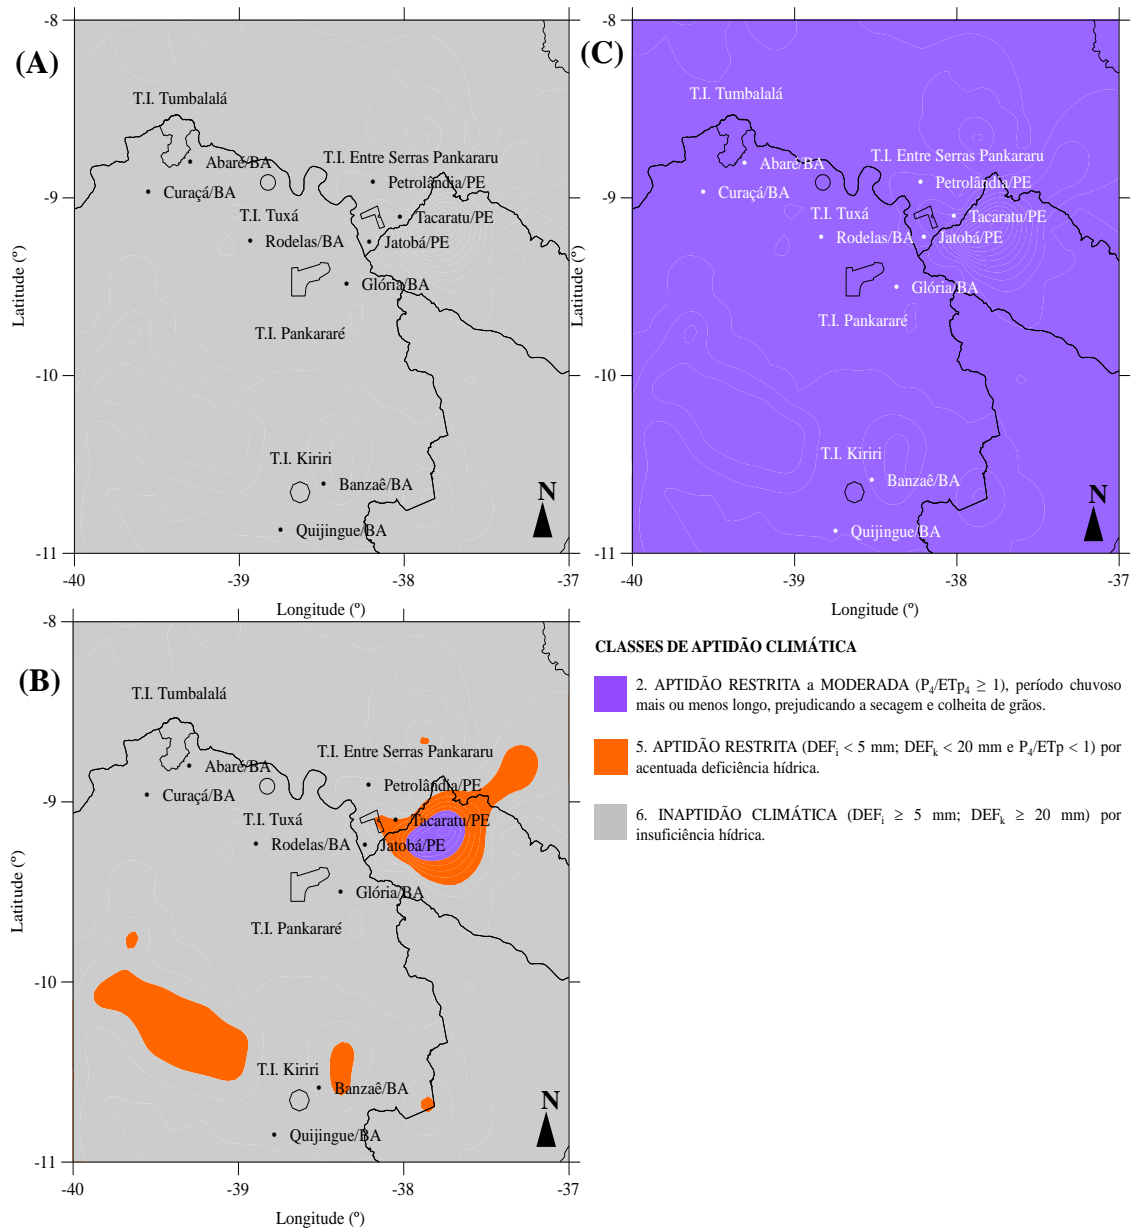 (A)
-8
-9
-10
-11
Latitude (º)
T.I. Tumbalalá
Abaré/BA
Curaçá/BA
T.I. Entre Serras Pankararu
Petrolândia/PE
T.I. Tuxá
Tacaratu/PE
Rodelas/BA
Jatobá/PE
Glória/BA
T.I. Pankararé
T.I. Kiriri
Banzaê/BA
Quijingue/BA
N
-40
-39
-38
-37
Longitude (º)
(C)
-8
-9
-10
-11
Latitude (º)
T.I. Tumbalalá
Abaré/BA
Curaçá/BA
T.I. Entre Serras Pankararu
Petrolândia/PE
T.I. Tuxá
Tacaratu/PE
Rodelas/BA
Jatobá/PE
Glória/BA
T.I. Pankararé
T.I. Kiriri
Banzaê/BA
Quijingue/BA
N
-40
-39
-38
-37
Longitude (º)
(B)
-8
-9
-10
-11
Latitude (º)
T.I. Tumbalalá
Abaré/BA
Curaçá/BA
T.I. Entre Serras Pankararu
Petrolândia/PE
T.I. Tuxá
Tacaratu/PE
Rodelas/BA
Jatobá/PE
Glória/BA
T.I. Pankararé
T.I. Kiriri
Banzaê/BA
Quijingue/BA
N
-40
-39
-38
-37
Longitude (º)
CLASSES DE APTIDÃO CLIMÁTICA
2. APTIDÃO RESTRITA a MODERADA (P₄/ETp₄ ≥ 1), período chuvoso
mais ou menos longo, prejudicando a secagem e colheita de grãos.
5. APTIDÃO RESTRITA (DEFᵢ < 5 mm; DEFₖ < 20 mm e P₄/ETp < 1) por
acentuada deficiência hídrica.
6. INAPTIDÃO CLIMÁTICA (DEFᵢ ≥ 5 mm; DEFₖ ≥ 20 mm) por
insuficiência hídrica.